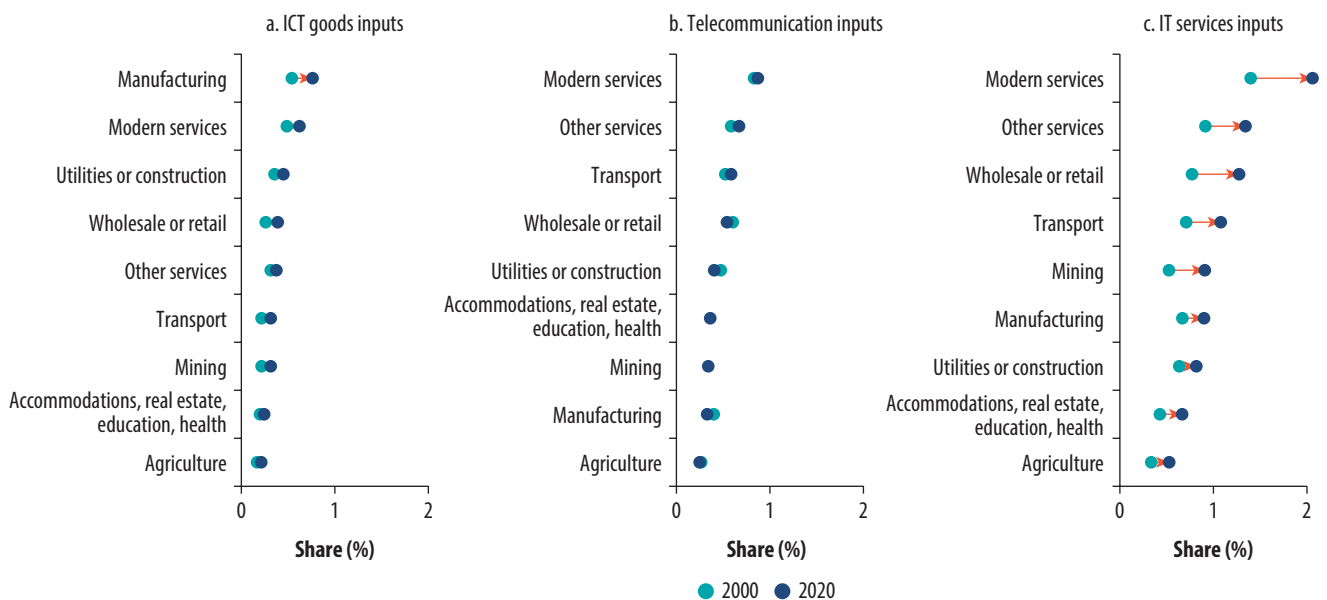 a. ICT goods inputs
Manufacturing
Modern services
Utilities or construction
Wholesale or retail
Other services
Transport
Mining
Accommodations, real estate,
education, health
Agriculture
0
1
2
Share (%)
b. Telecommunication inputs
Modern services
Other services
Transport
Wholesale or retail
Utilities or construction
Accommodations, real estate,
education, health
Mining
Manufacturing
Agriculture
0
1
2
Share (%)
c. IT services inputs
Modern services
Other services
Wholesale or retail
Transport
Mining
Manufacturing
Utilities or construction
Accommodations, real estate,
education, health
Agriculture
0
1
2
Share (%)
2000 2020